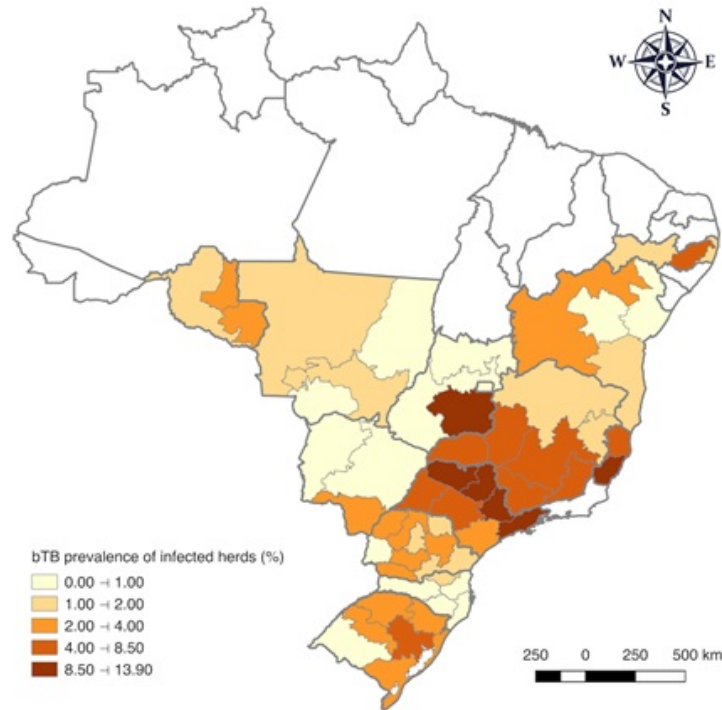 N
W E
S
bTB prevalence of infected herds (%)
0.00 ⊣ 1.00
1.00 ⊣ 2.00
2.00 ⊣ 4.00
4.00 ⊣ 8.50
8.50 ⊣ 13.90
250 0 250 500 km